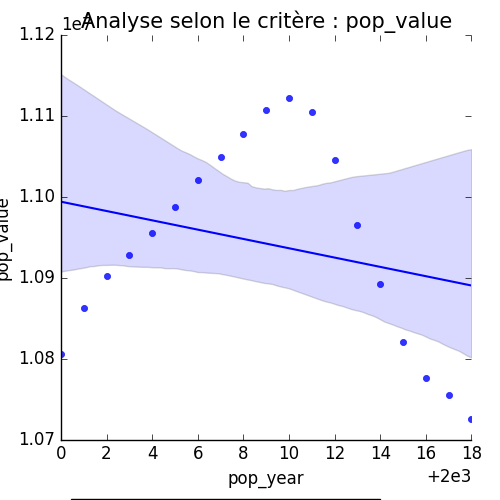 Analyse selon le critère : pop_value
1e7
1.12
1.11
1.10
1.09
1.08
1.07
pop_value
0 2 4 6 8 10 12 14 16 18
+2e3
pop_year